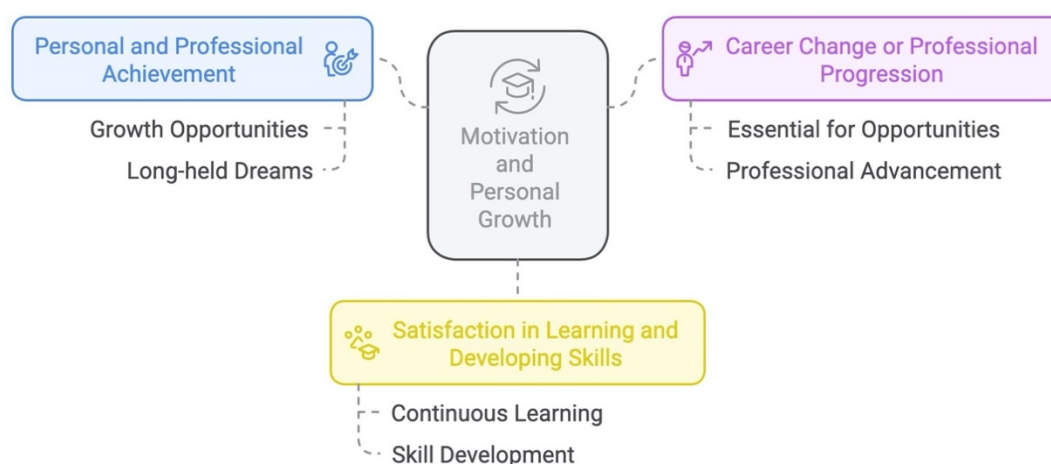 Personal and Professional
Achievement
Growth Opportunities
Long-held Dreams
Motivation
and
Personal
Growth
Career Change or Professional
Progression
Essential for Opportunities
Professional Advancement
Satisfaction in Learning and
Developing Skills
Continuous Learning
Skill Development